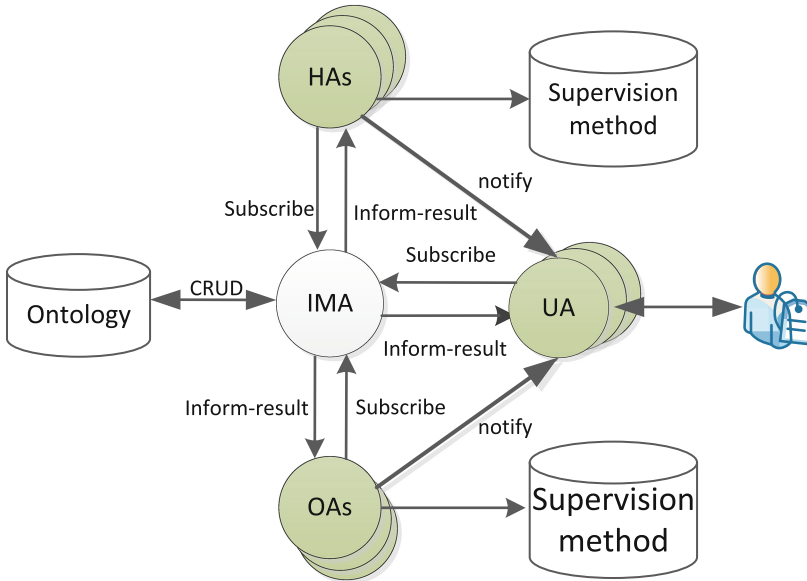 HAs
Supervision
method
notify
Subscribe
Inform-result
Subscribe
CRUD
Ontology
IMA
UA
Inform-result
Inform-result
Subscribe
notify
OAs
Supervision
method